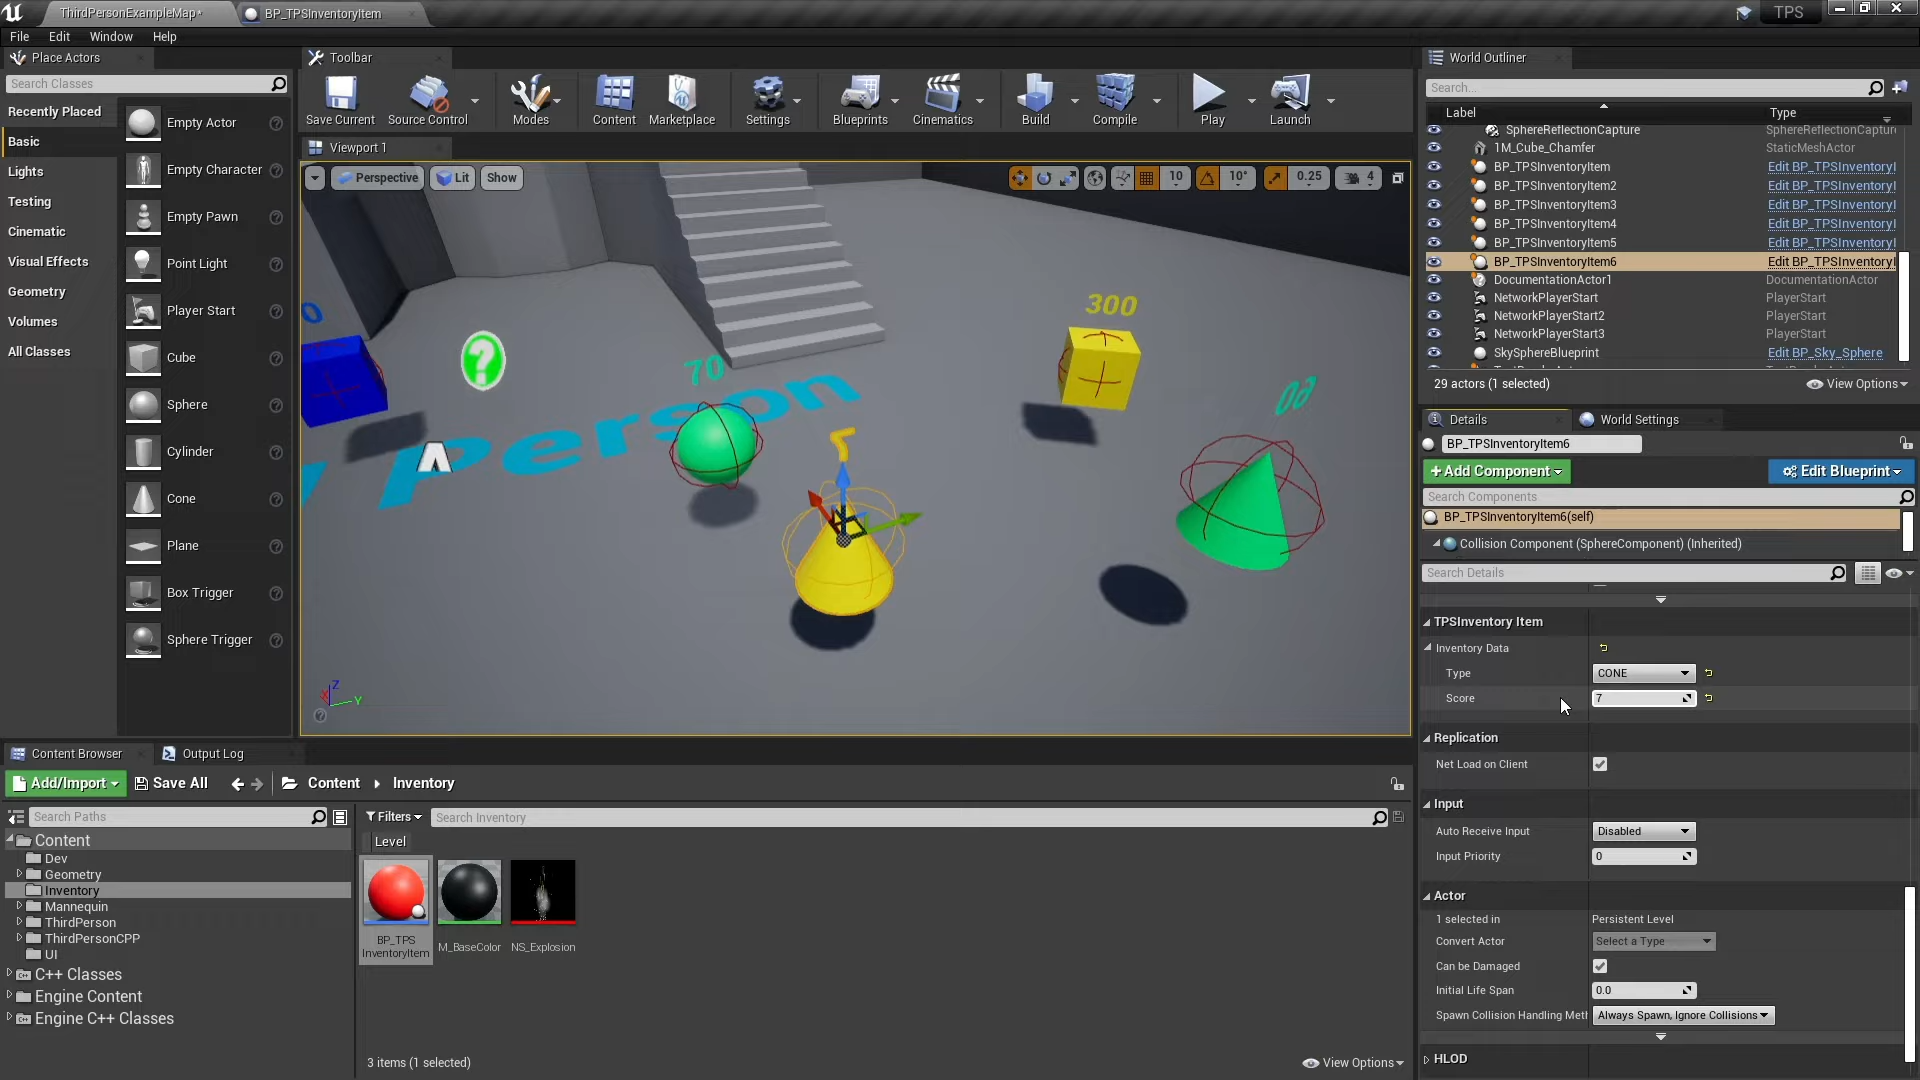 ThirdPersonExampleMap*
BP_TPSInventoryItem
TPS
File
Edit
Window
Help
Place Actors
Search Classes
Recently Placed
Basic
Lights
Testing
Cinematic
Visual Effects
Geometry
Volumes
All Classes
Empty Actor
Empty Character
Empty Pawn
Point Light
Player Start
Cube
Sphere
Cylinder
Cone
Plane
Box Trigger
Sphere Trigger
Toolbar
Save Current
Source Control
Modes
Content
Marketplace
Settings
Blueprints
Cinematics
Build
Compile
Play
Launch
Viewport 1
Perspective
Lit
Show
10
10°
0.25
4
0
?
70
300
90
7
Person
Z
X
Y
World Outliner
Search...
Label
Type
SphereReflectionCapture
SphereReflectionCapture
1M_Cube_Chamfer
StaticMeshActor
BP_TPSInventoryItem
Edit BP_TPSInventoryI
BP_TPSInventoryItem2
Edit BP_TPSInventoryI
BP_TPSInventoryItem3
Edit BP_TPSInventoryI
BP_TPSInventoryItem4
Edit BP_TPSInventoryI
BP_TPSInventoryItem5
Edit BP_TPSInventoryI
BP_TPSInventoryItem6
Edit BP_TPSInventoryI
DocumentationActor1
DocumentationActor
NetworkPlayerStart
PlayerStart
NetworkPlayerStart2
PlayerStart
NetworkPlayerStart3
PlayerStart
SkySphereBlueprint
Edit BP_Sky_Sphere
29 actors (1 selected)
View Options
Details
World Settings
BP_TPSInventoryItem6
+Add Component
Edit Blueprint
Search Components
BP_TPSInventoryItem6(self)
Collision Component (SphereComponent) (Inherited)
Search Details
TPSInventory Item
Inventory Data
Type
CONE
Score
7
Replication
Net Load on Client
Input
Auto Receive Input
Disabled
Input Priority
0
Actor
1 selected in
Persistent Level
Convert Actor
Select a Type
Can be Damaged
Initial Life Span
0.0
Spawn Collision Handling Meth
Always Spawn, Ignore Collisions
HLOD
Content Browser
Output Log
Add/Import
Save All
Content
Inventory
Search Paths
Filters
Search Inventory
Level
Content
Dev
Geometry
Inventory
Mannequin
ThirdPerson
ThirdPersonCPP
UI
C++ Classes
Engine Content
Engine C++ Classes
BP_TPS
InventoryItem
M_BaseColor
NS_Explosion
3 items (1 selected)
View Options